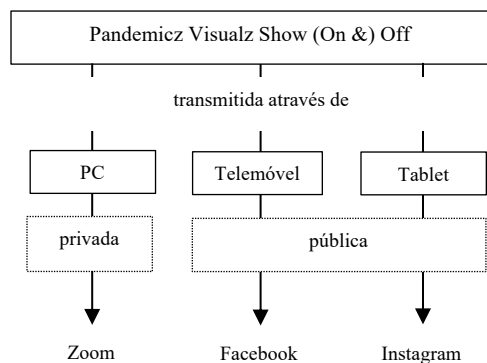 Pandemicz Visualz Show (On &) Off
transmitida através de
PC
Telemóvel
Tablet
privada
pública
Zoom
Facebook
Instagram